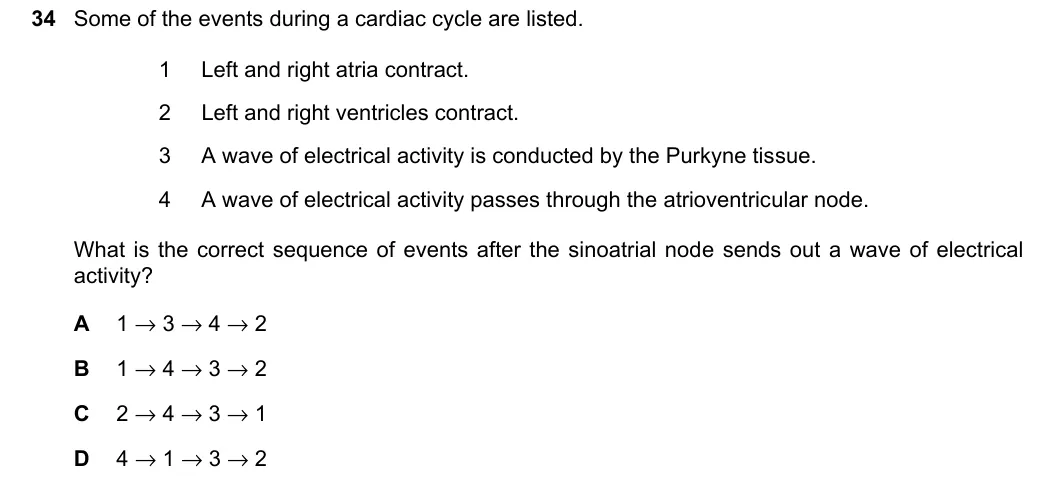 34 Some of the events during a cardiac cycle are listed.
1 Left and right atria contract.
2 Left and right ventricles contract.
3 A wave of electrical activity is conducted by the Purkyne tissue.
4 A wave of electrical activity passes through the atrioventricular node.
What is the correct sequence of events after the sinoatrial node sends out a wave of electrical
activity?
A 1 → 3 → 4 → 2
B 1 → 4 → 3 → 2
C 2 → 4 → 3 → 1
D 4 → 1 → 3 → 2